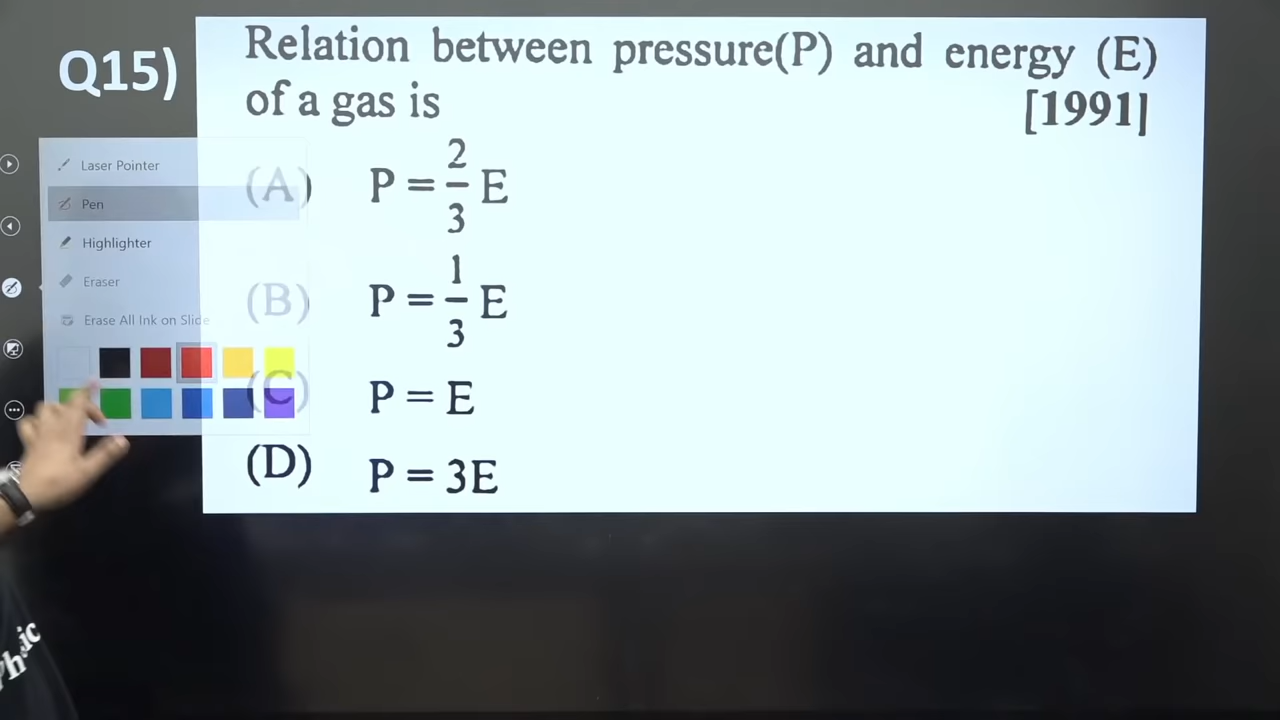 Q15)
Relation between pressure(P) and energy (E)
of a gas is [1991]
(A) P = 2/3 E
(B) P = 1/3 E
(C) P = E
(D) P = 3E
Laser Pointer
Pen
Highlighter
Eraser
Erase All Ink on Slide